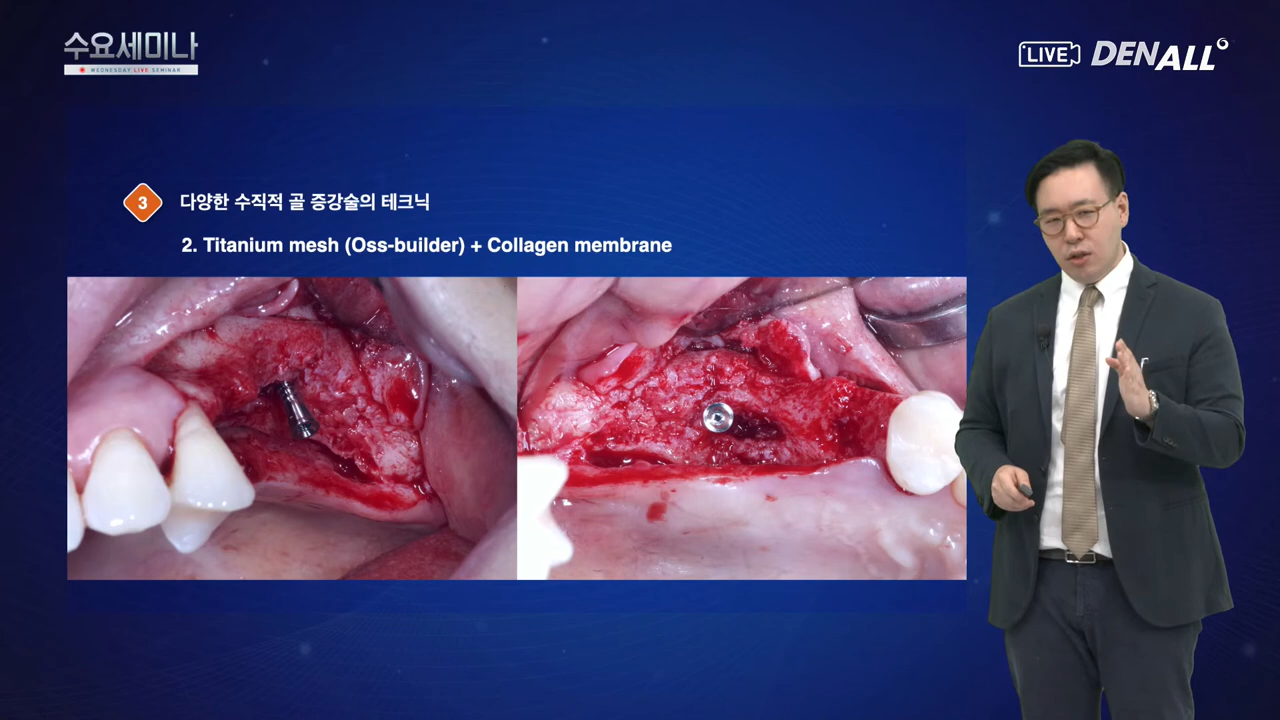 수요세미나
WEDNESDAY LIVE SEMINAR
LIVE DENALL
3 다양한 수직적 골 증강술의 테크닉
2. Titanium mesh (Oss-builder) + Collagen membrane